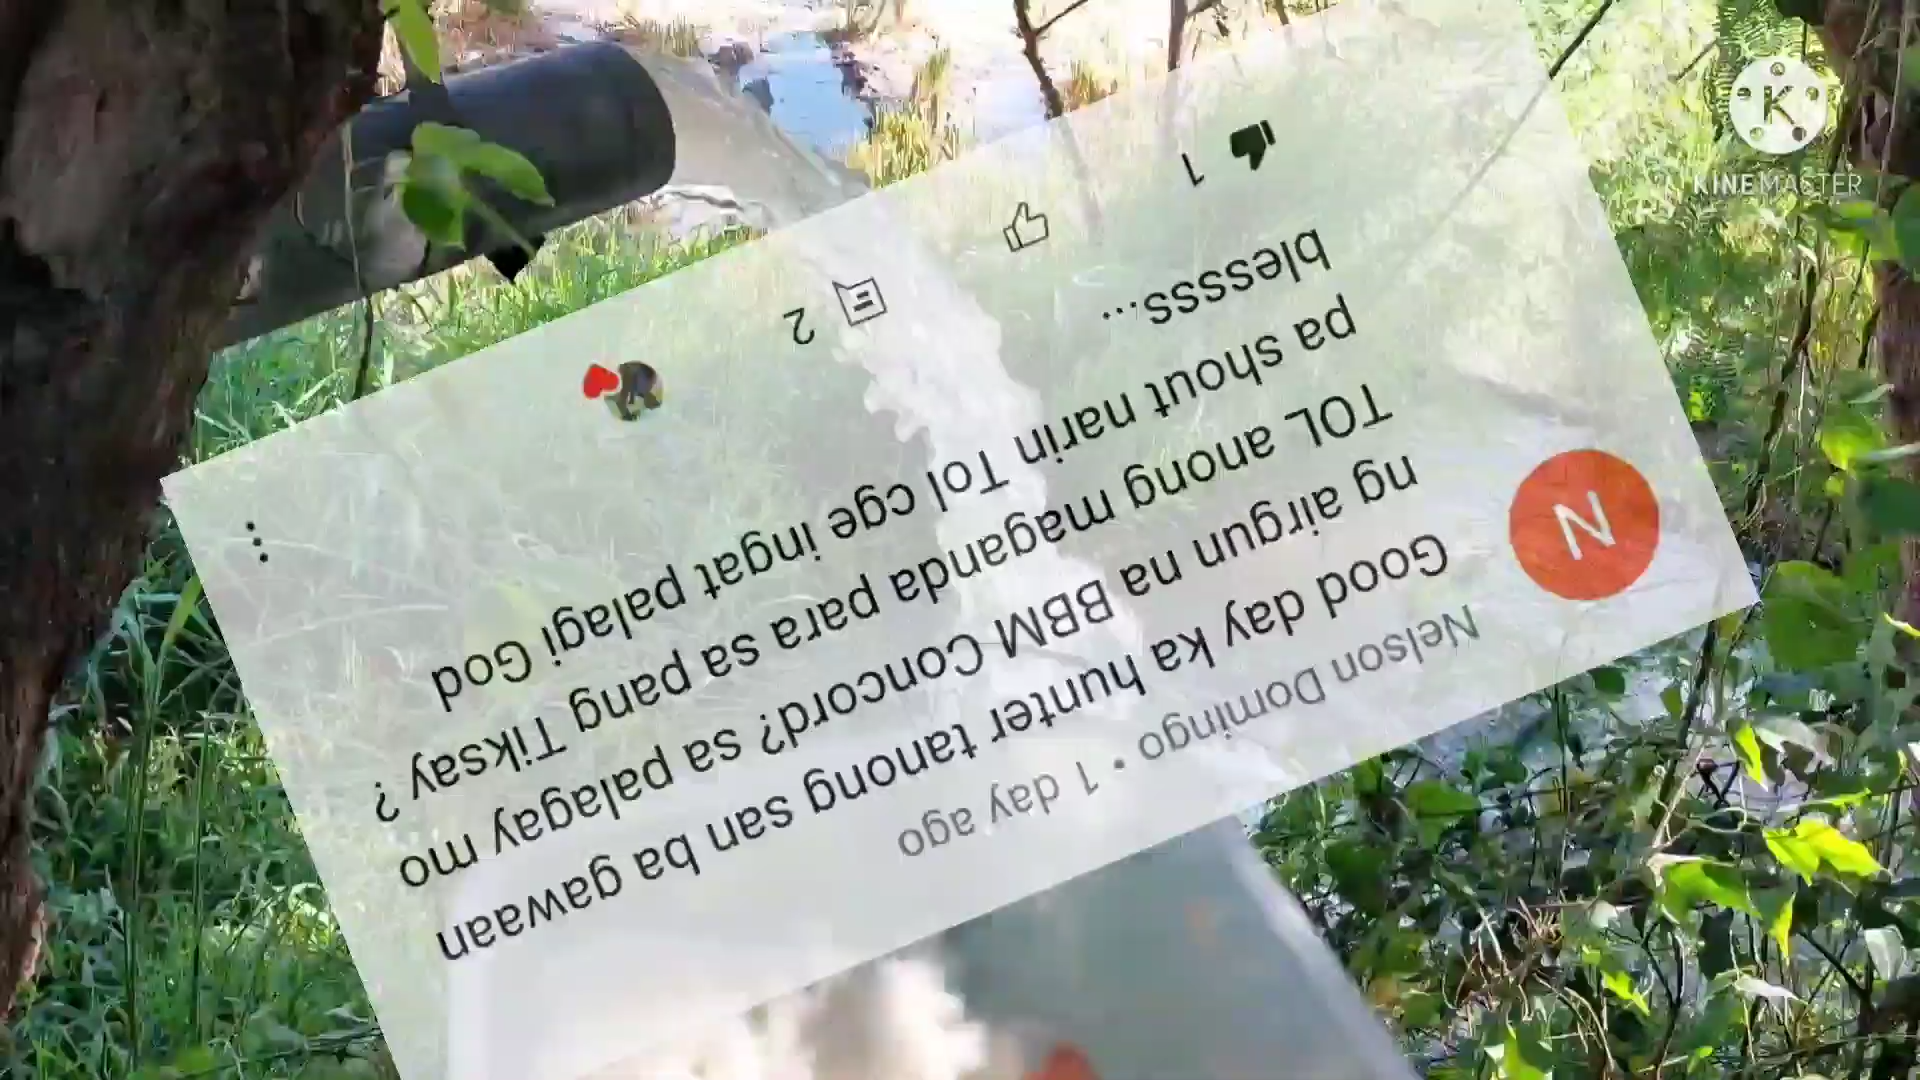 Nelson Domingo • 1 day ago
N
Good day ka hunter tanong san ba gawaan
ng airgun na BBM Concord? sa palagay mo
TOL anong maganda para sa pang Tiksay ?
pa shout narin Tol cge ingat palagi God
blessss...
1
2
K
KINEMASTER